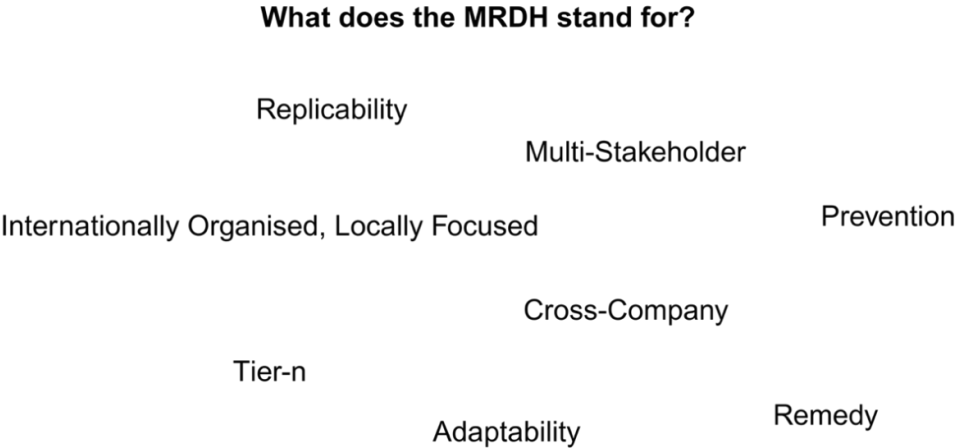 What does the MRDH stand for?
Replicability
Multi-Stakeholder
Prevention
Internationally Organised, Locally Focused
Cross-Company
Tier-n
Remedy
Adaptability